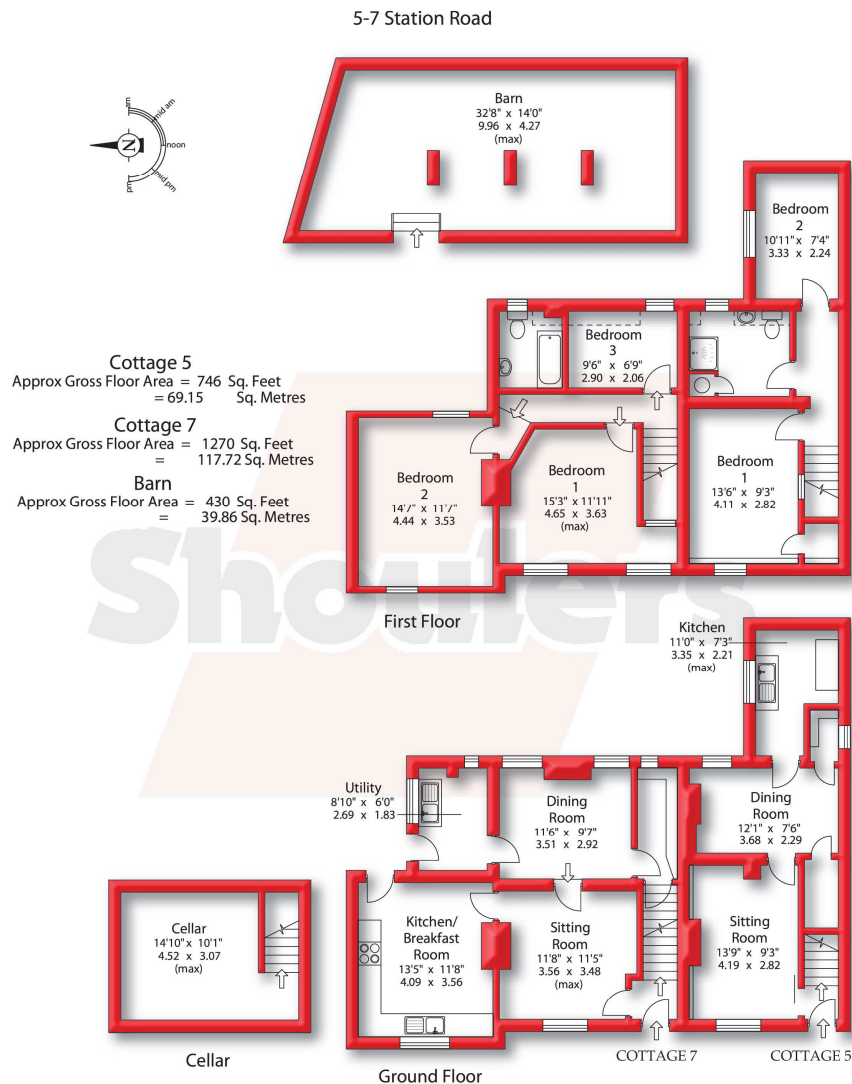 5-7 Station Road
am
mid am
noon
mid pm
pm
N
Barn
32'8" x 14'0"
9.96 x 4.27
(max)
Bedroom
2
10'11" x 7'4"
3.33 x 2.24
Bedroom
3
9'6" x 6'9"
2.90 x 2.06
Cottage 5
Approx Gross Floor Area = 746 Sq. Feet
= 69.15 Sq. Metres
Cottage 7
Approx Gross Floor Area = 1270 Sq. Feet
= 117.72 Sq. Metres
Barn
Approx Gross Floor Area = 430 Sq. Feet
= 39.86 Sq. Metres
Bedroom
2
14'7" x 11'7"
4.44 x 3.53
Bedroom
1
15'3" x 11'11"
4.65 x 3.63
(max)
Bedroom
1
13'6" x 9'3"
4.11 x 2.82
Shoulers
First Floor
Kitchen
11'0" x 7'3"
3.35 x 2.21
(max)
Utility
8'10" x 6'0"
2.69 x 1.83
Dining
Room
11'6" x 9'7"
3.51 x 2.92
Dining
Room
12'1" x 7'6"
3.68 x 2.29
Cellar
14'10" x 10'1"
4.52 x 3.07
(max)
Kitchen/
Breakfast
Room
13'5" x 11'8"
4.09 x 3.56
Sitting
Room
11'8" x 11'5"
3.56 x 3.48
(max)
Sitting
Room
13'9" x 9'3"
4.19 x 2.82
Cellar
Ground Floor
COTTAGE 7
COTTAGE 5